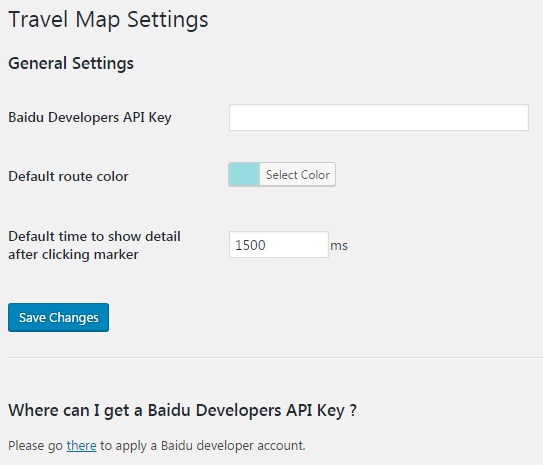 Travel Map Settings
General Settings
Baidu Developers API Key
Default route color
Select Color
Default time to show detail
after clicking marker
1500 ms
Save Changes
Where can I get a Baidu Developers API Key ?
Please go there to apply a Baidu developer account.